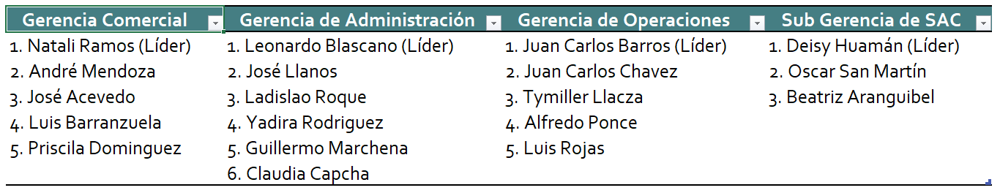 Gerencia Comercial Gerencia de Administración Gerencia de Operaciones Sub Gerencia de SAC
1. Natali Ramos (Líder) 1. Leonardo Blascano (Líder) 1. Juan Carlos Barros (Líder) 1. Deisy Huamán (Líder)
2. André Mendoza 2. José Llanos 2. Juan Carlos Chavez 2. Oscar San Martín
3. José Acevedo 3. Ladislao Roque 3. Tymiller Llacza 3. Beatriz Aranguibel
4. Luis Barranzuela 4. Yadira Rodriguez 4. Alfredo Ponce
5. Priscila Dominguez 5. Guillermo Marchena 5. Luis Rojas
6. Claudia Capcha